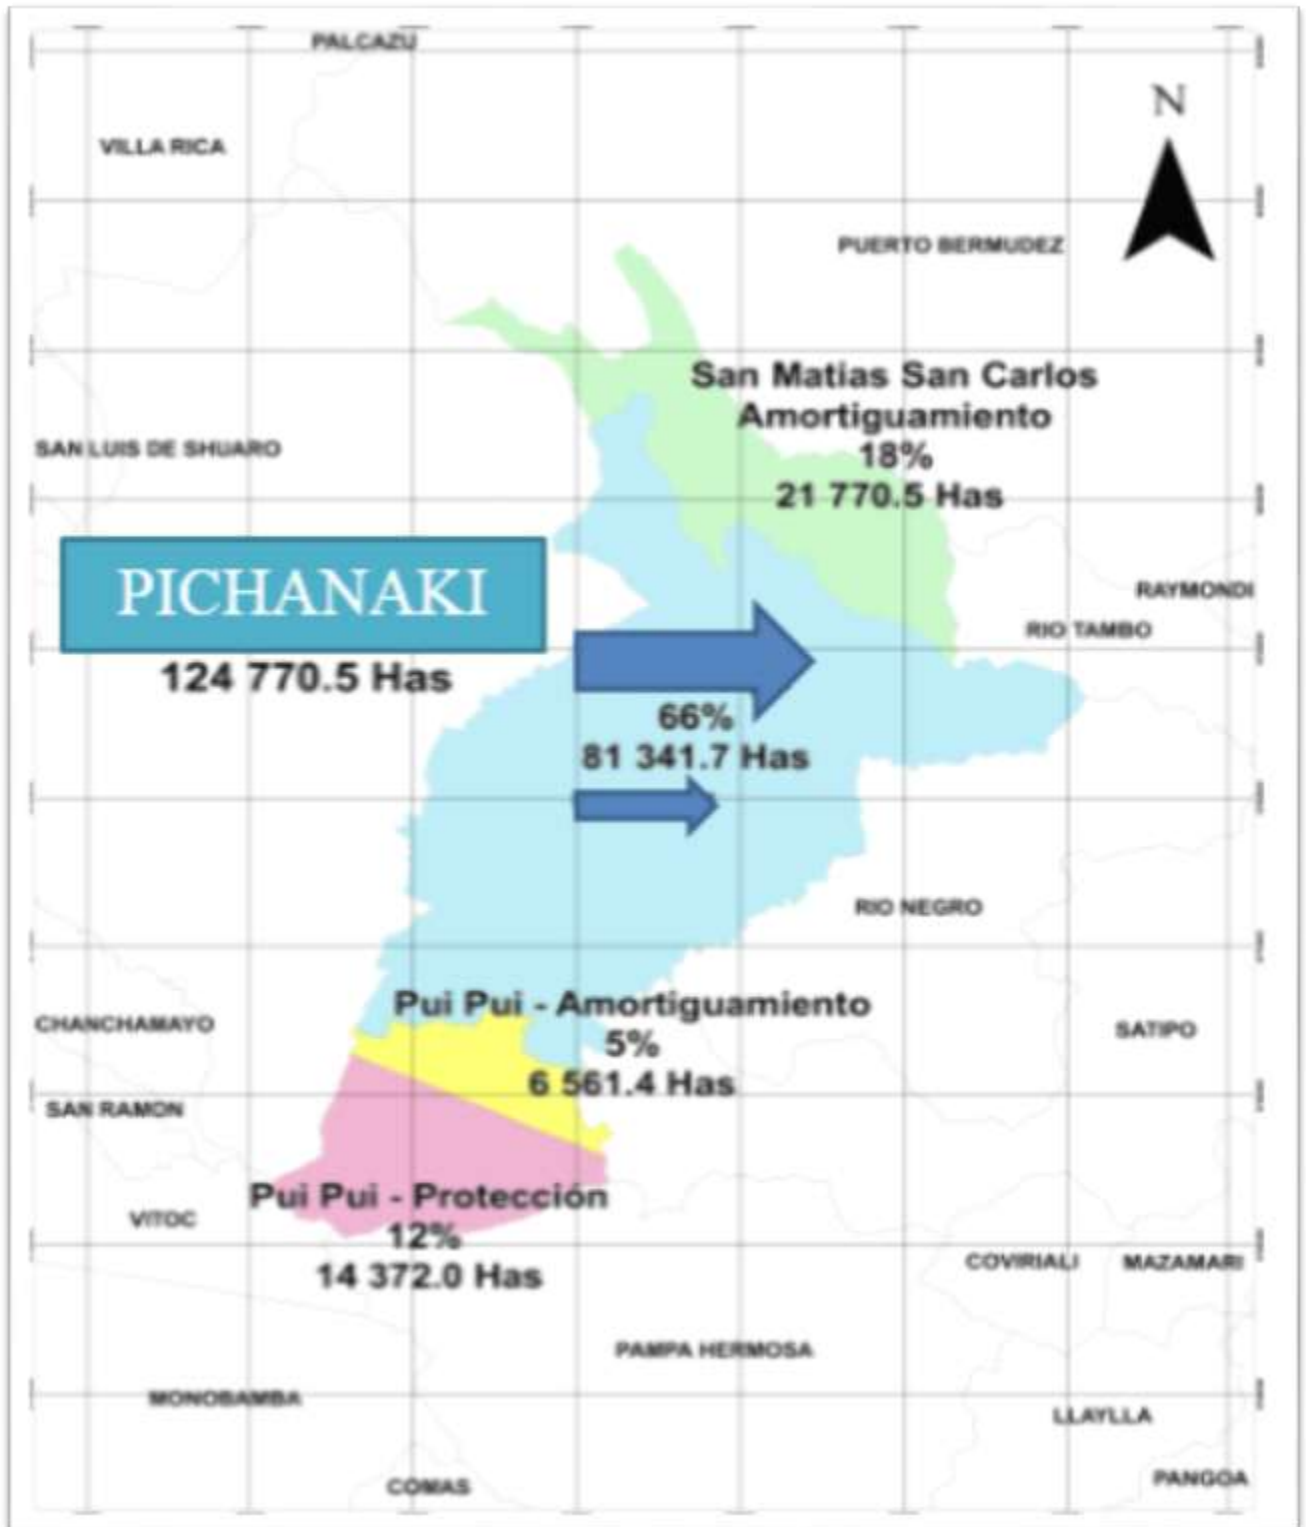 PALCAZU
N
VILLA RICA
PUERTO BERMUDEZ
San Matias San Carlos
Amortiguamiento
18%
21 770.5 Has
SAN LUIS DE SHUARO
PICHANAKI
124 770.5 Has
RAYMONDI
RIO TAMBO
66%
81 341.7 Has
RIO NEGRO
Pui Pui - Amortiguamiento
5%
6 561.4 Has
CHANCHAMAYO
SATIPO
SAN RAMON
Pui Pui - Protección
12%
14 372.0 Has
VITOC
COVIRIALI
MAZAMARI
PAMPA HERMOSA
MONOBAMBA
LLAYLLA
COMAS
PANGOA